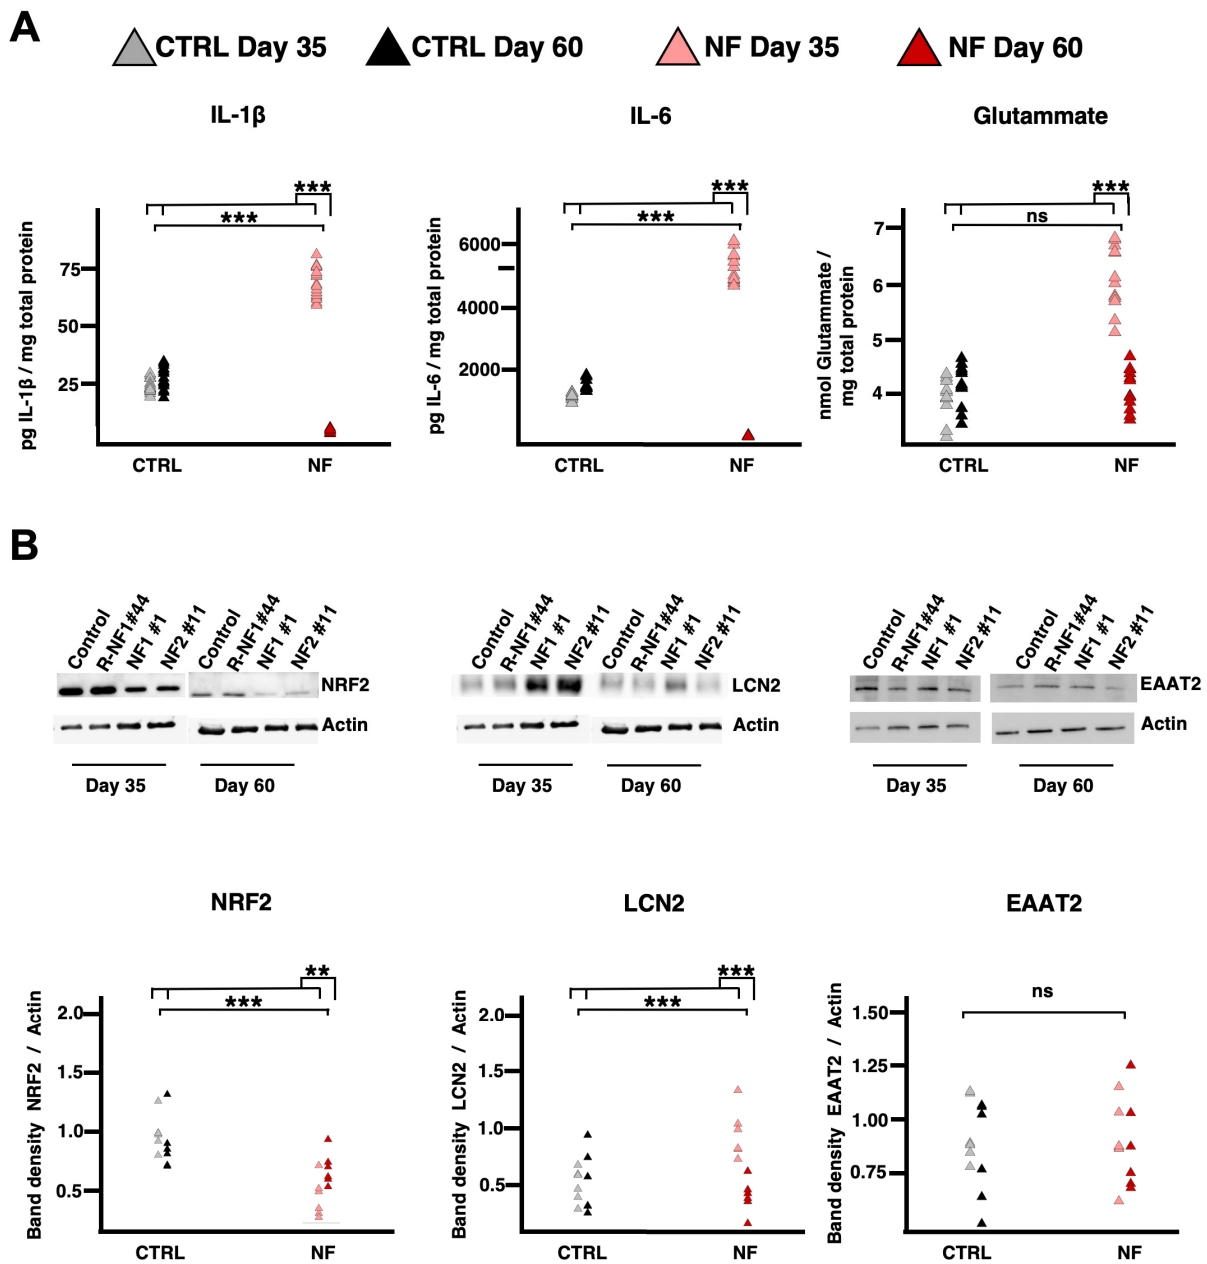 A
CTRL Day 35 CTRL Day 60 NF Day 35 NF Day 60
IL-1β IL-6 Glutammate
*** *** ***
*** *** ns
pg IL-1β / mg total protein
75
50
25
CTRL NF
pg IL-6 / mg total protein
6000
4000
2000
CTRL NF
nmol Glutammate /
mg total protein
7
6
5
4
CTRL NF
B
Control R-NF1#44 NF1 #1 NF2 #11 Control R-NF1#44 NF1 #1 NF2 #11
NRF2
Actin
Day 35 Day 60
Control R-NF1#44 NF1 #1 NF2 #11 Control R-NF1#44 NF1 #1 NF2 #11
LCN2
Actin
Day 35 Day 60
Control R-NF1#44 NF1 #1 NF2 #11 Control R-NF1#44 NF1 #1 NF2 #11
EAAT2
Actin
Day 35 Day 60
NRF2 LCN2 EAAT2
** *** ns
*** ***
Band density NRF2 / Actin
2.0
1.5
1.0
0.5
CTRL NF
Band density LCN2 / Actin
2.0
1.5
1.0
0.5
CTRL NF
Band density EAAT2 / Actin
1.50
1.25
1.00
0.75
CTRL NF